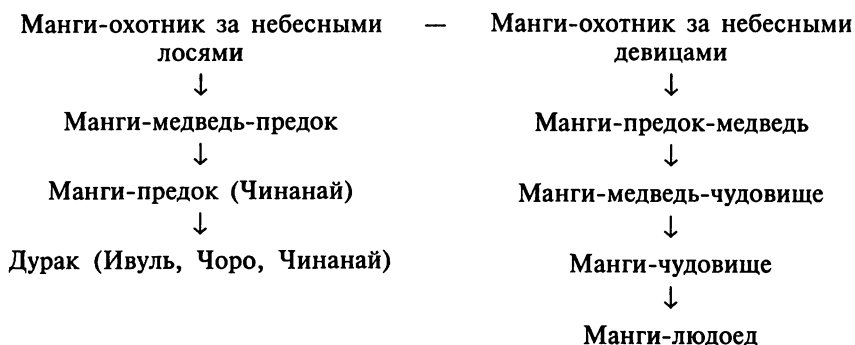 Манги-охотник за небесными — Манги-охотник за небесными
лосями девицами
↓ ↓
Манги-медведь-предок Манги-предок-медведь
↓ ↓
Манги-предок (Чинанай) Манги-медведь-чудовище
↓ ↓
Дурак (Ивуль, Чоро, Чинанай) Манги-чудовище
↓
Манги-людоед